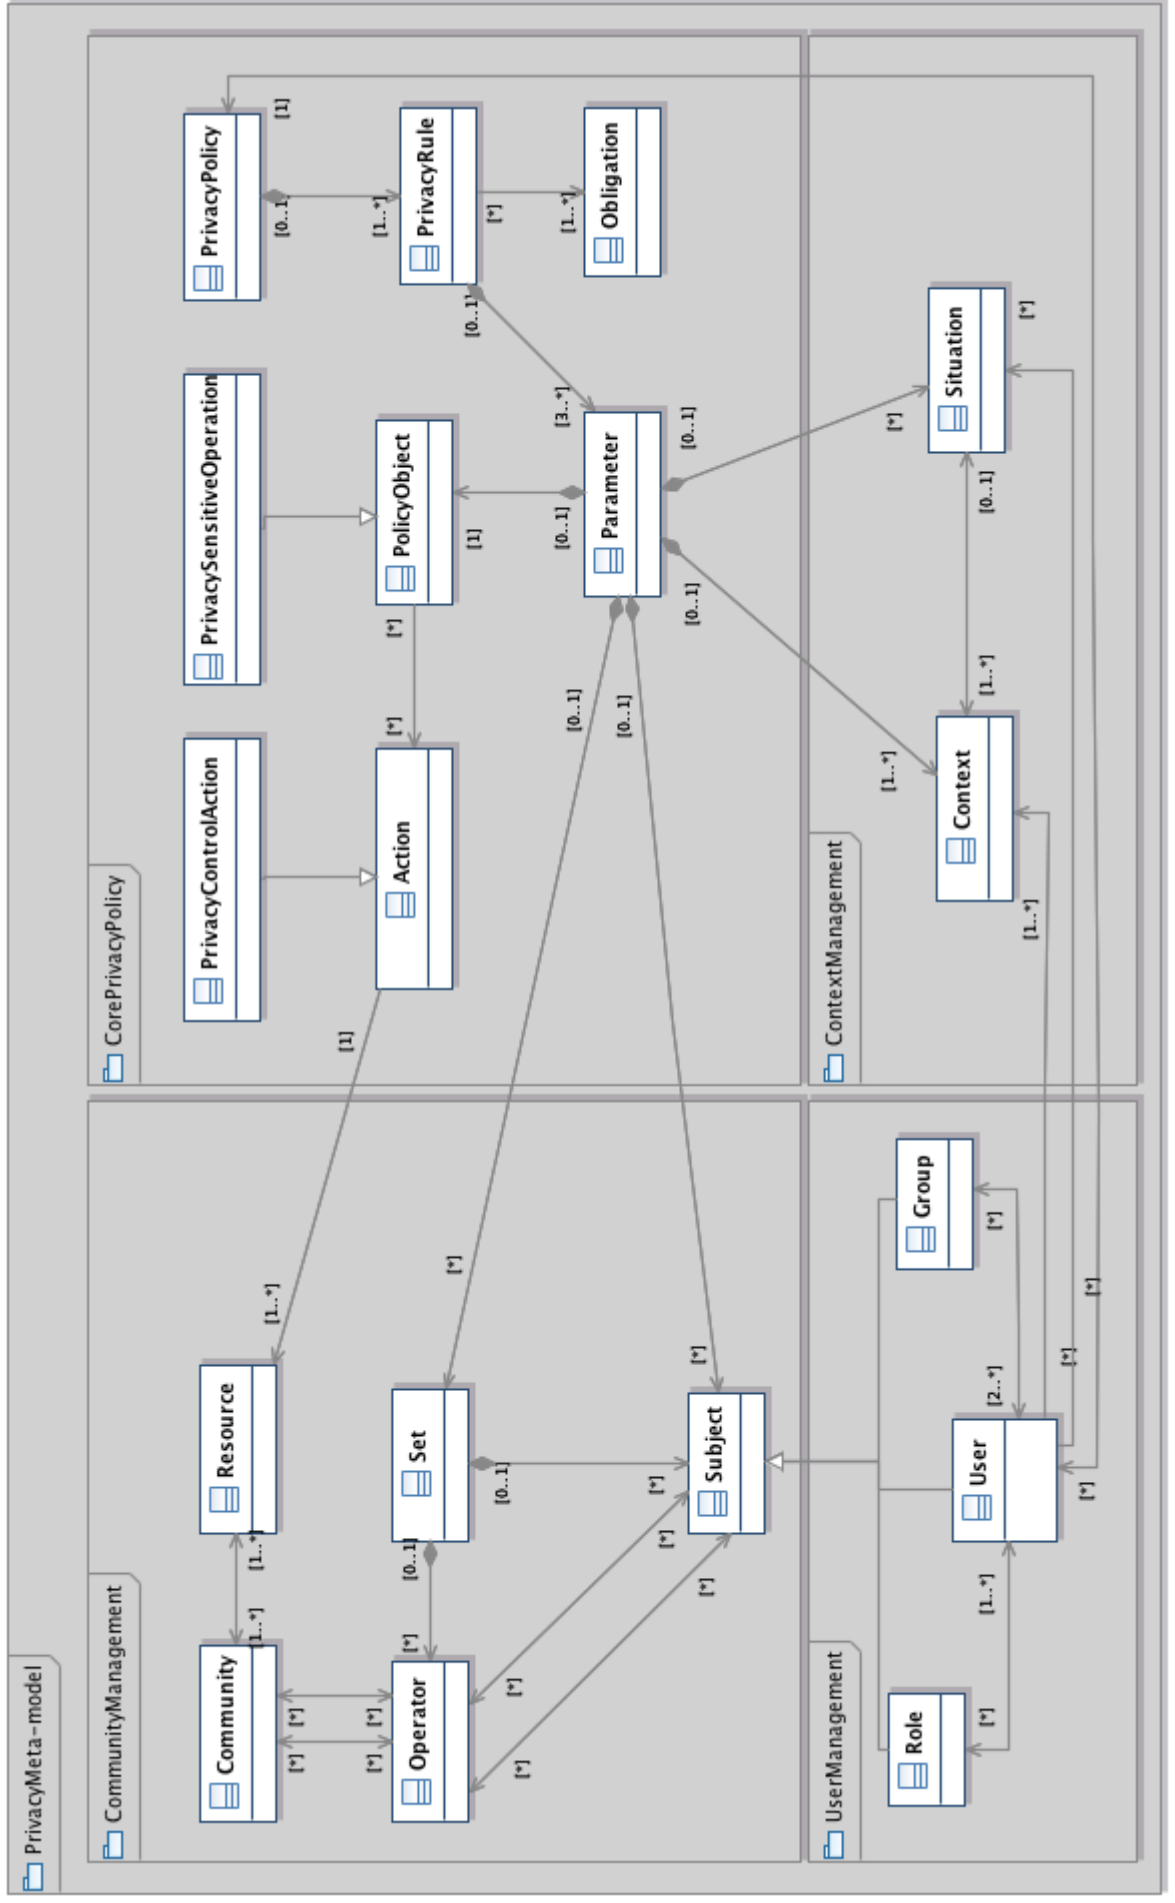 PrivacyMeta-model
CommunityManagement
Community
[1..*]
[1..*]
Resource
[1..*]
[*]
[*]
[*]
[*]
Operator
[*]
[0..1]
Set
[*]
[0..1]
[*]
[*]
[*]
[*]
[*]
Subject
[*]
CorePrivacyPolicy
PrivacyControlAction
PrivacySensitiveOperation
PrivacyPolicy
[1]
[0..1]
[1..*]
[1]
Action
[*]
[*]
PolicyObject
[1]
PrivacyRule
[0..1]
[*]
[1..*]
[3..*]
[0..1]
[0..1]
[0..1]
Parameter
Obligation
[0..1]
[0..1]
UserManagement
Role
[*]
[1..*]
User
[2..*]
[*]
Group
[*]
[*]
[*]
ContextManagement
[1..*]
[*]
Context
[1..*]
[1..*]
[0..1]
Situation
[*]